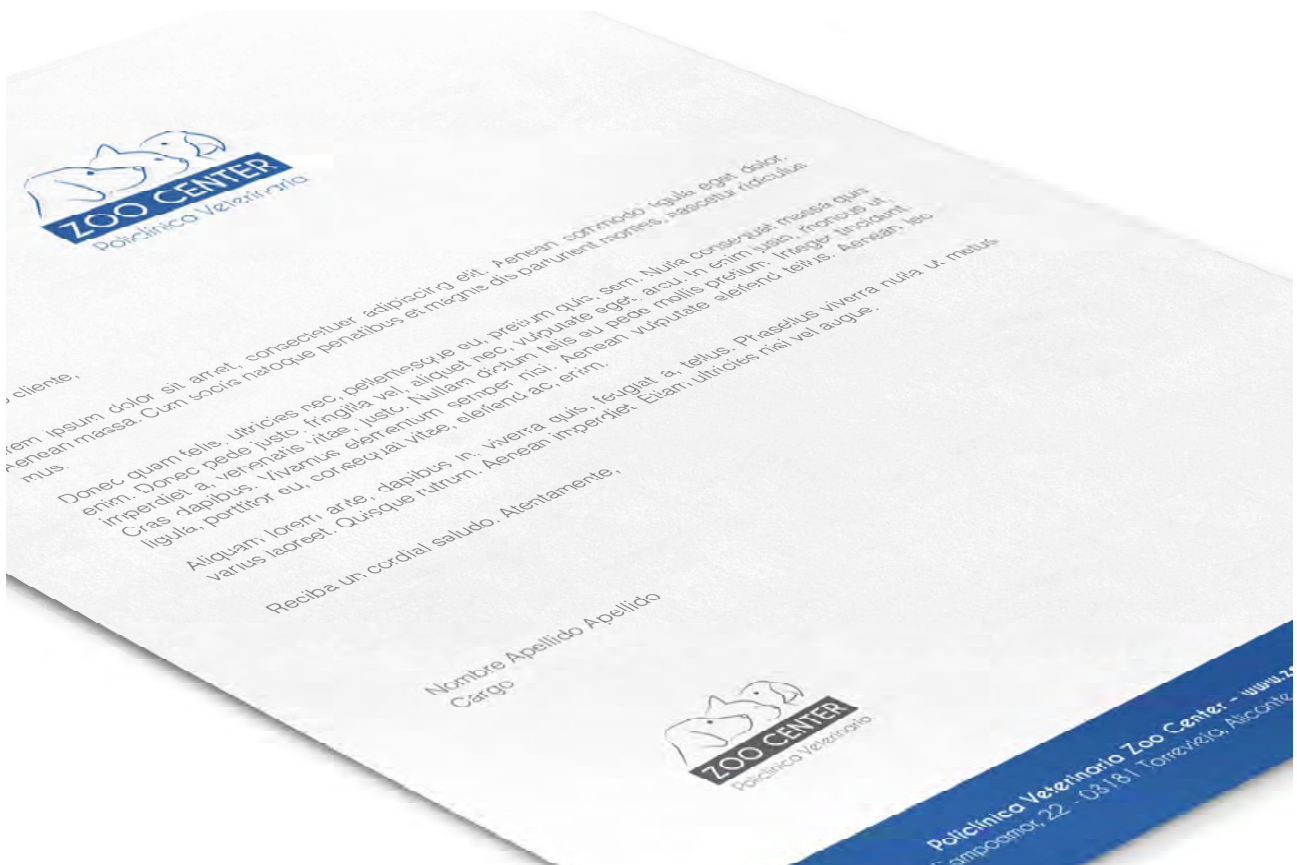 ZOO CENTER
Policlínica Veterinaria
cliente,
rem ipsum dolor sit amet, consectetuer adipiscing elit. Aenean commodo ligula eget dolor.
Aenean massa. Cum sociis natoque penatibus et magnis dis parturient montes, nascetur ridiculus
mus.
Donec quam felis, ultricies nec, pellentesque eu, pretium quis, sem. Nulla consequat massa quis
enim. Donec pede justo, fringilla vel, aliquet nec, vulputate eget, arcu. In enim justo, rhoncus ut,
imperdiet a, venenatis vitae, justo. Nullam dictum felis eu pede mollis pretium. Integer tincidunt.
Cras dapibus. Vivamus elementum semper nisi. Aenean vulputate eleifend tellus. Aenean leo
ligula, porttitor eu, consequat vitae, eleifend ac, enim.
Aliquam lorem ante, dapibus in, viverra quis, feugiat a, tellus. Phasellus viverra nulla ut metus
varius laoreet. Quisque rutrum. Aenean imperdiet. Etiam ultricies nisi vel augue.
Reciba un cordial saludo. Atentamente,
Nombre Apellido Apellido
Cargo
ZOO CENTER
Policlínica Veterinaria
Policlínica Veterinaria Zoo Center - www.zo
Campoamor, 22 - 03181 Torrevieja, Alicante